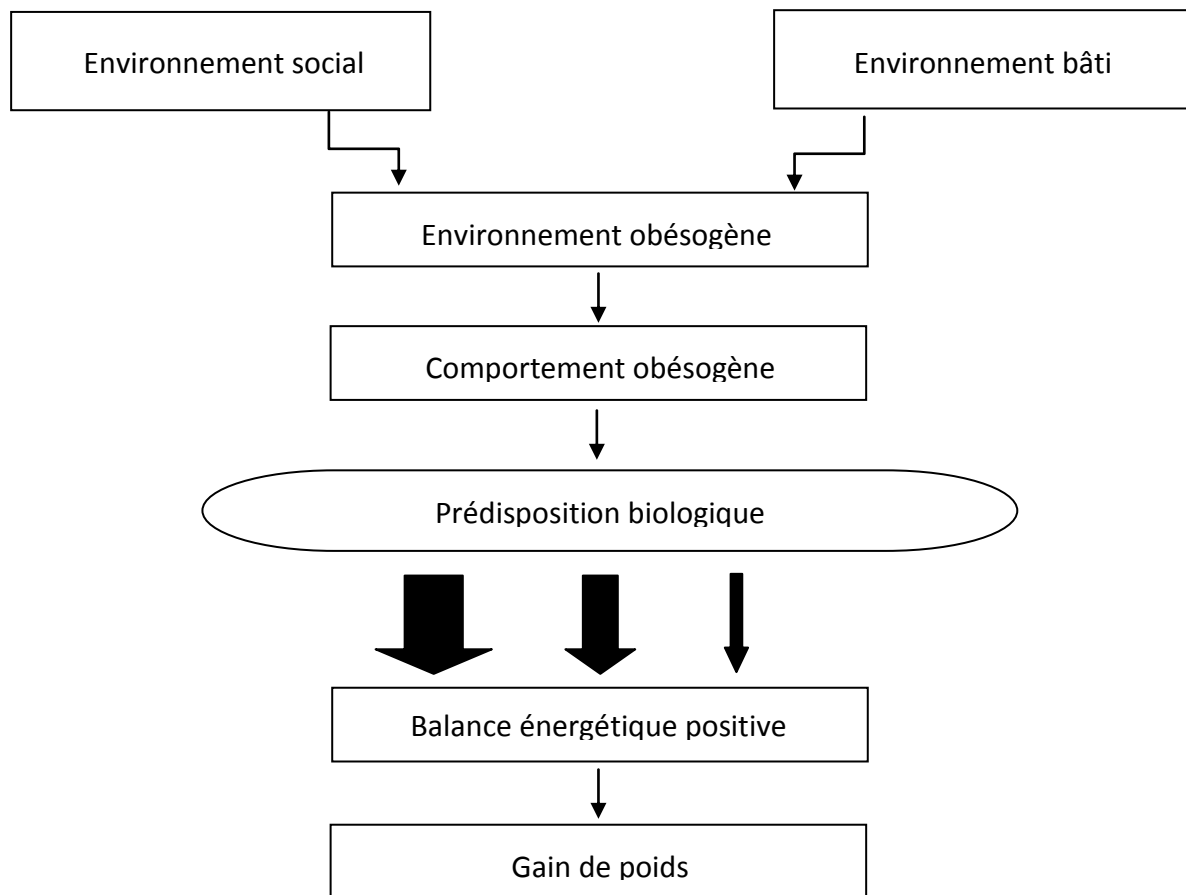 Environnement social
Environnement bâti
Environnement obésogène
Comportement obésogène
Prédisposition biologique
Balance énergétique positive
Gain de poids